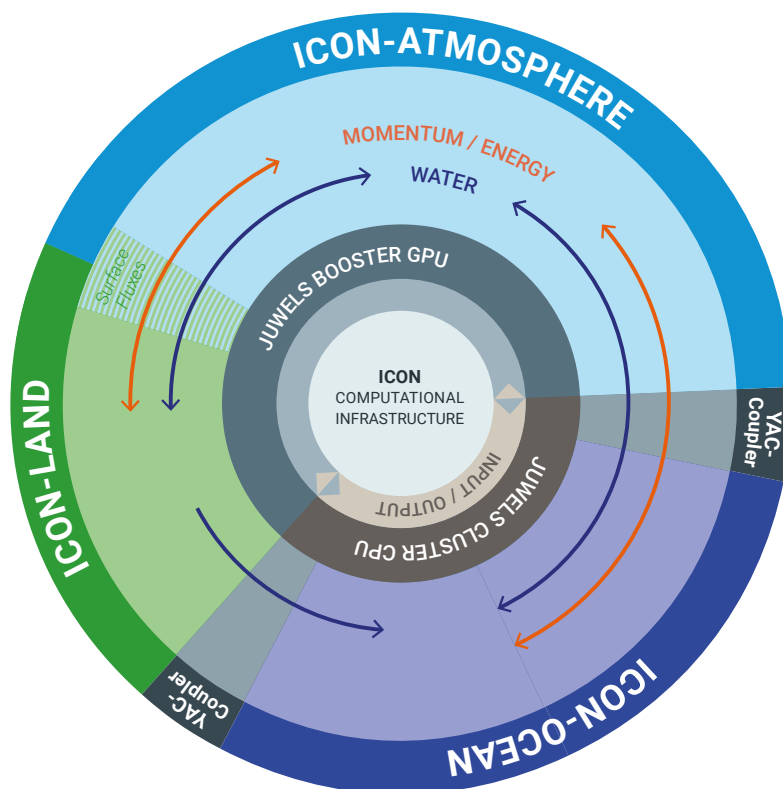 ICON-ATMOSPHERE
MOMENTUM / ENERGY
WATER
Surface
Fluxes
JUWELS BOOSTER GPU
ICON
COMPUTATIONAL
INFRASTRUCTURE
INPUT / OUTPUT
JUWELS CLUSTER CPU
YAC-
Coupler
ICON-LAND
YAC-
Coupler
ICON-OCEAN